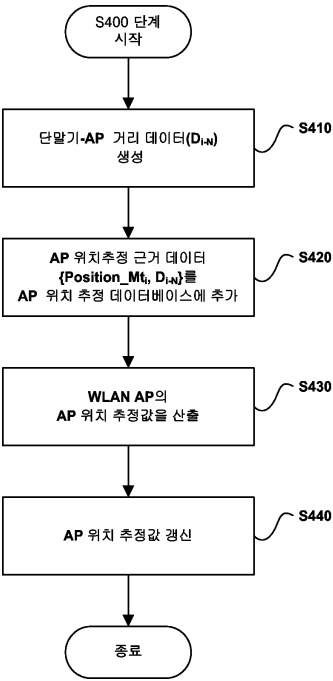 S400 단계
시작
단말기-AP 거리 데이터(Di-N)
생성
S410
AP 위치추정 근거 데이터
{Position_Mti, Di-N}를
AP 위치 추정 데이터베이스에 추가
S420
WLAN AP의
AP 위치 추정값을 산출
S430
AP 위치 추정값 갱신
S440
종료